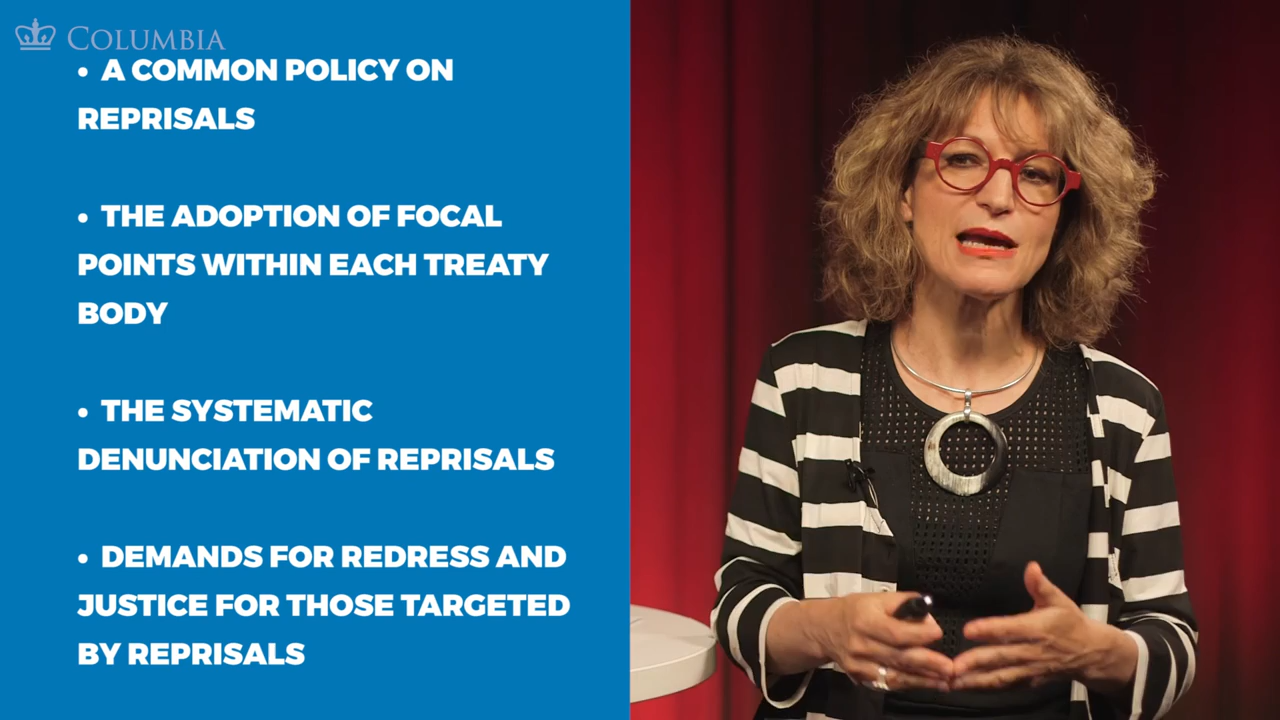 COLUMBIA
• A COMMON POLICY ON
REPRISALS
• THE ADOPTION OF FOCAL
POINTS WITHIN EACH TREATY
BODY
• THE SYSTEMATIC
DENUNCIATION OF REPRISALS
• DEMANDS FOR REDRESS AND
JUSTICE FOR THOSE TARGETED
BY REPRISALS